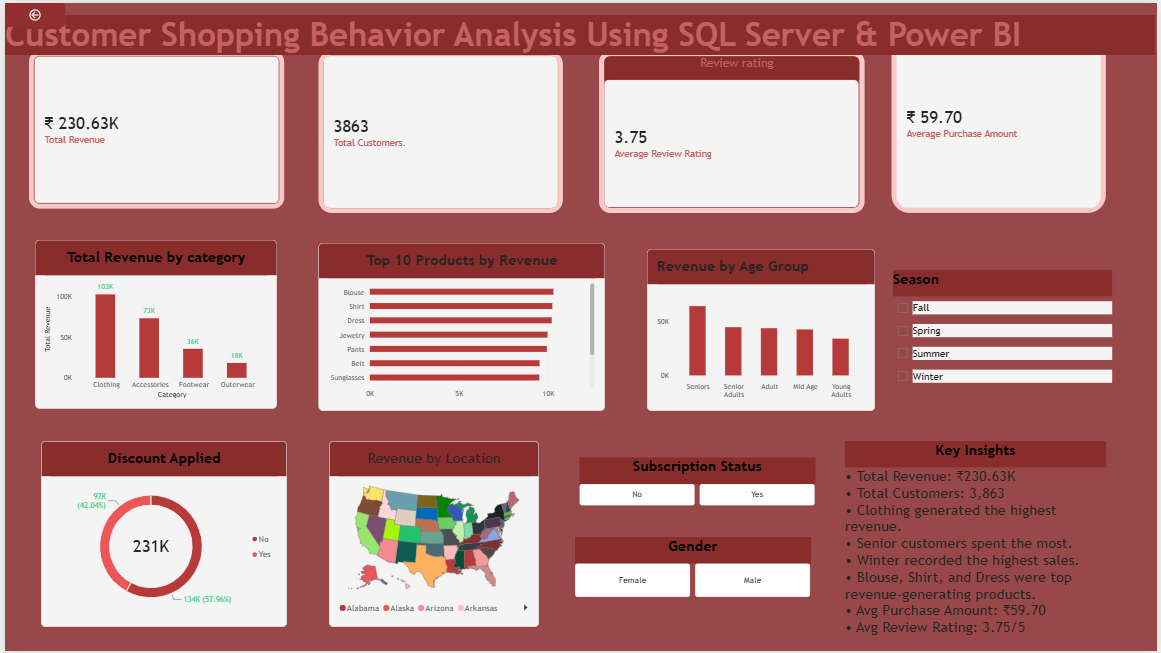 Customer Shopping Behavior Analysis Using SQL Server & Power BI
₹ 230.63K
Total Revenue
3863
Total Customers.
Review rating
3.75
Average Review Rating
₹ 59.70
Average Purchase Amount
Total Revenue by category
Total Revenue
100K
50K
0K
103K
73K
36K
18K
Clothing
Accessories
Footwear
Outerwear
Category
Top 10 Products by Revenue
Blouse
Shirt
Dress
Jewelry
Pants
Belt
Sunglasses
0K
5K
10K
Revenue by Age Group
50K
0K
Seniors
Senior
Adults
Adult
Mid Age
Young
Adults
Season
Fall
Spring
Summer
Winter
Discount Applied
97K
(42.04%)
231K
134K (57.96%)
No
Yes
Revenue by Location
Alabama
Alaska
Arizona
Arkansas
Subscription Status
No
Yes
Gender
Female
Male
Key Insights
• Total Revenue: ₹230.63K
• Total Customers: 3,863
• Clothing generated the highest
revenue.
• Senior customers spent the most.
• Winter recorded the highest sales.
• Blouse, Shirt, and Dress were top
revenue-generating products.
• Avg Purchase Amount: ₹59.70
• Avg Review Rating: 3.75/5